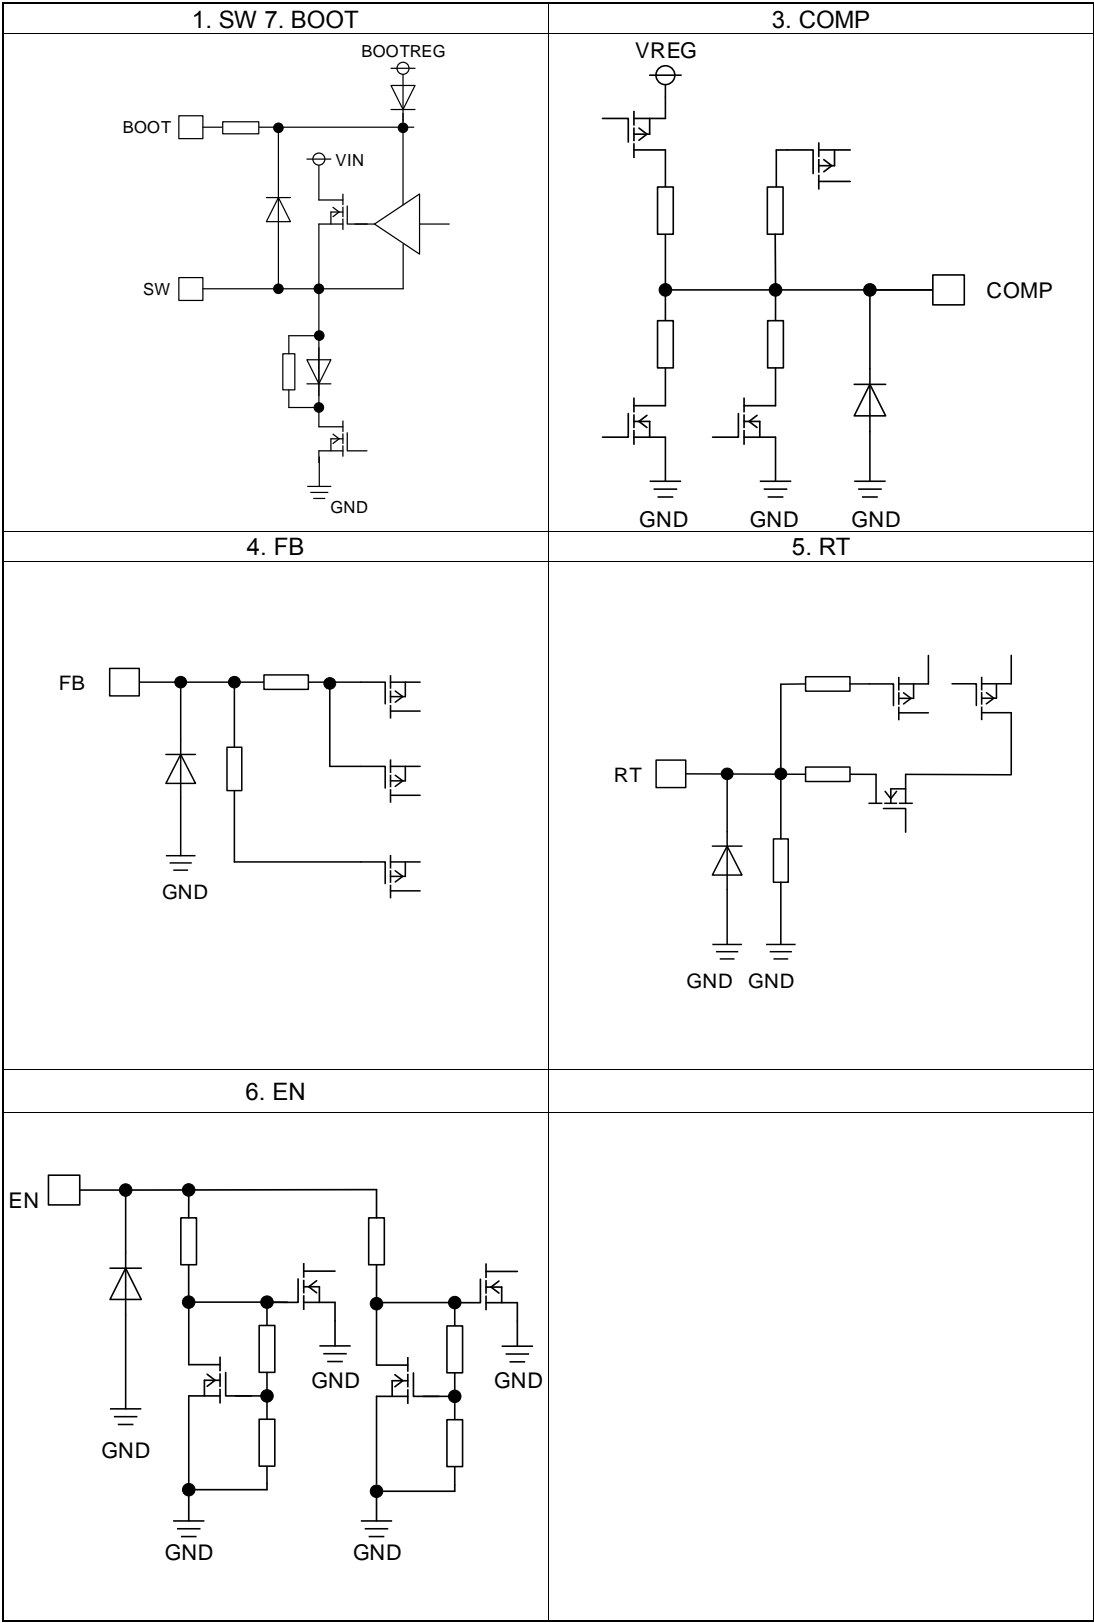 1. SW 7. BOOT
3. COMP
BOOTREG
BOOT
VIN
SW
GND
VREG
COMP
GND
GND
GND
4. FB
5. RT
FB
GND
RT
GND
GND
6. EN
EN
GND
GND
GND
GND
GND